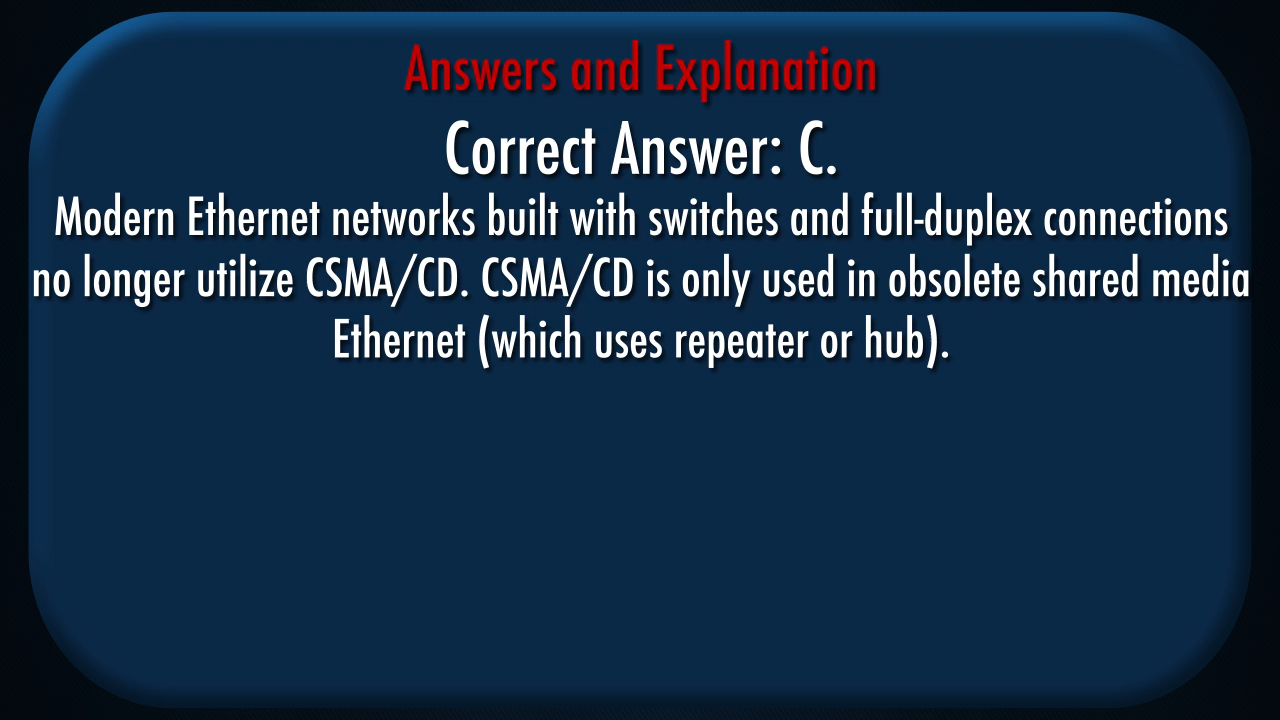 Answers and Explanation
Correct Answer: C.
Modern Ethernet networks built with switches and full-duplex connections
no longer utilize CSMA/CD. CSMA/CD is only used in obsolete shared media
Ethernet (which uses repeater or hub).